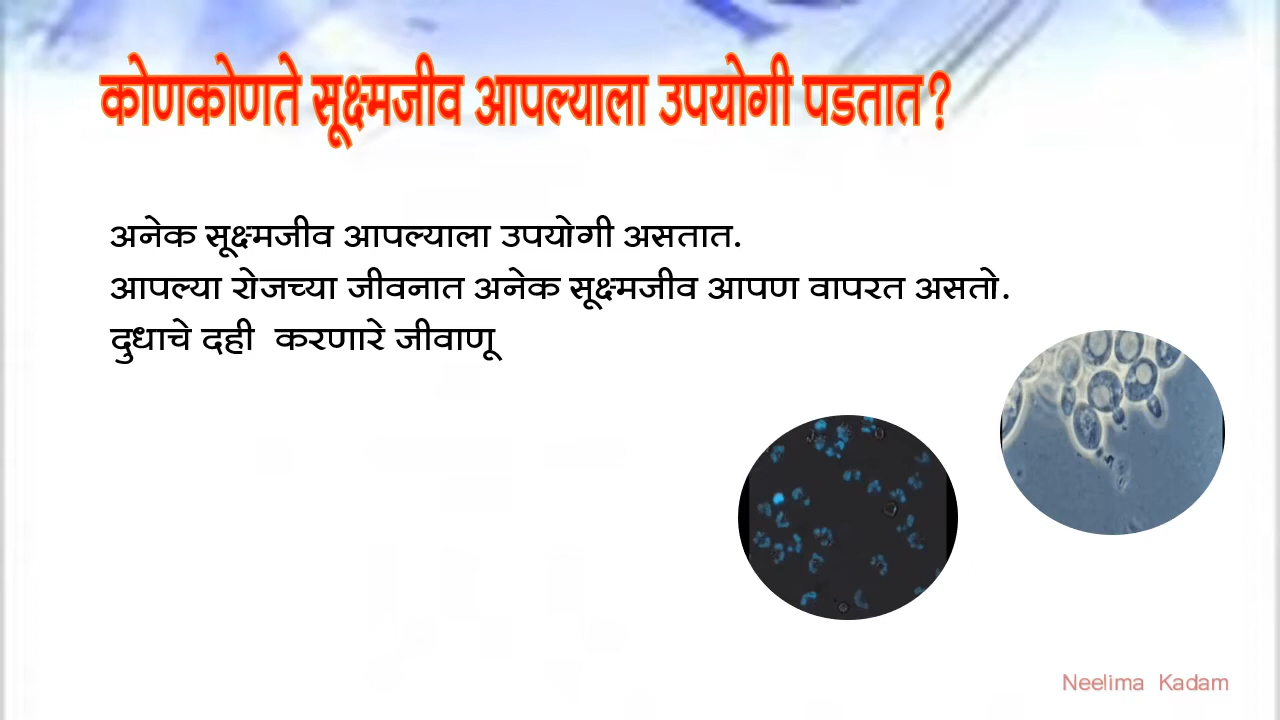 कोणकोणते सूक्ष्मजीव आपल्याला उपयोगी पडतात?
अनेक सूक्ष्मजीव आपल्याला उपयोगी असतात.
आपल्या रोजच्या जीवनात अनेक सूक्ष्मजीव आपण वापरत असतो.
दुधाचे दही करणारे जीवाणू
Neelima Kadam